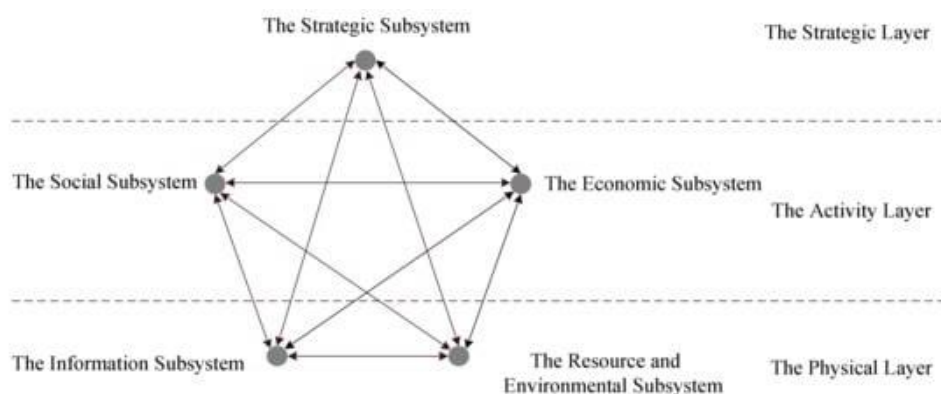 The Strategic Subsystem
The Strategic Layer
The Social Subsystem
The Economic Subsystem
The Activity Layer
The Information Subsystem
The Resource and
Environmental Subsystem
The Physical Layer